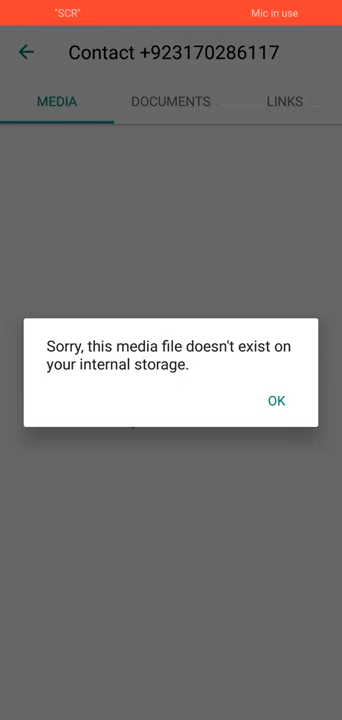 "SCR" Mic in use
Contact +923170286117
MEDIA DOCUMENTS LINKS
Sorry, this media file doesn't exist on
your internal storage.
OK